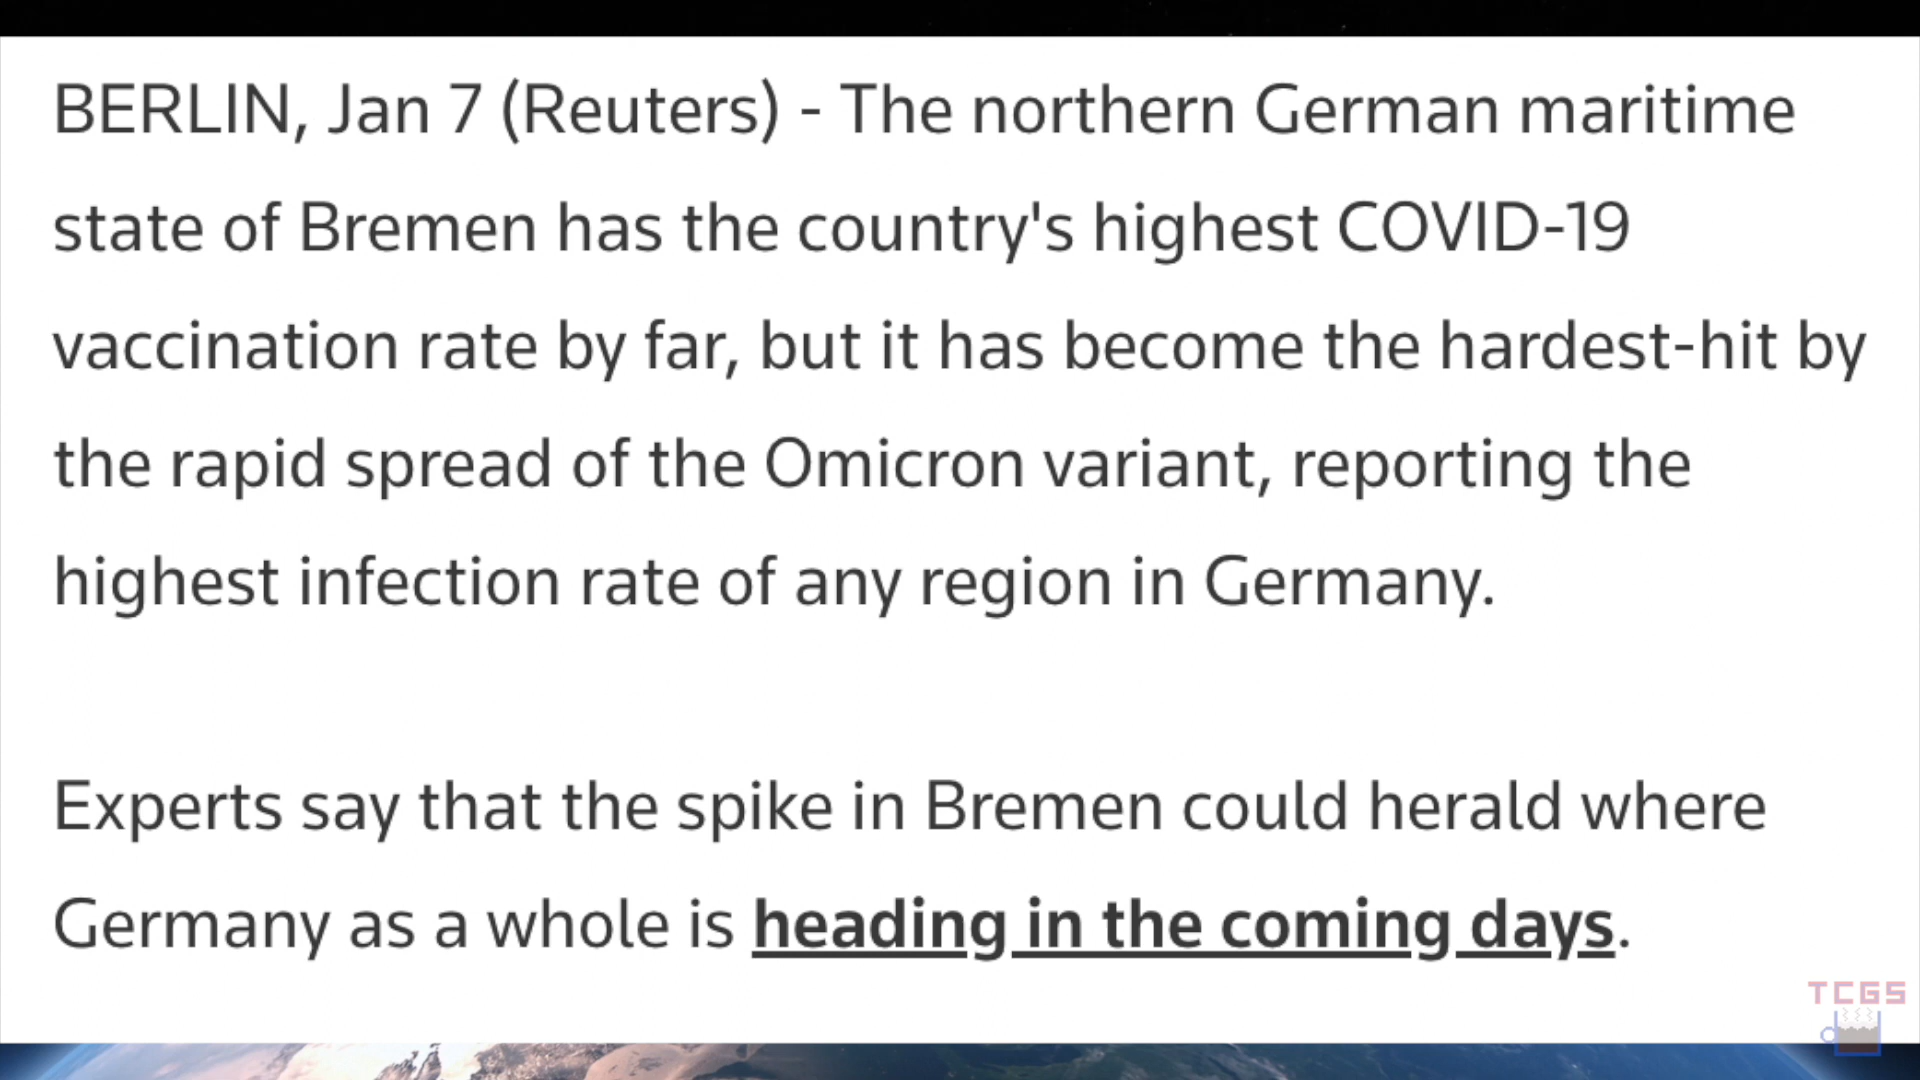 BERLIN, Jan 7 (Reuters) - The northern German maritime
state of Bremen has the country's highest COVID-19
vaccination rate by far, but it has become the hardest-hit by
the rapid spread of the Omicron variant, reporting the
highest infection rate of any region in Germany.
Experts say that the spike in Bremen could herald where
Germany as a whole is heading in the coming days.
TCGS